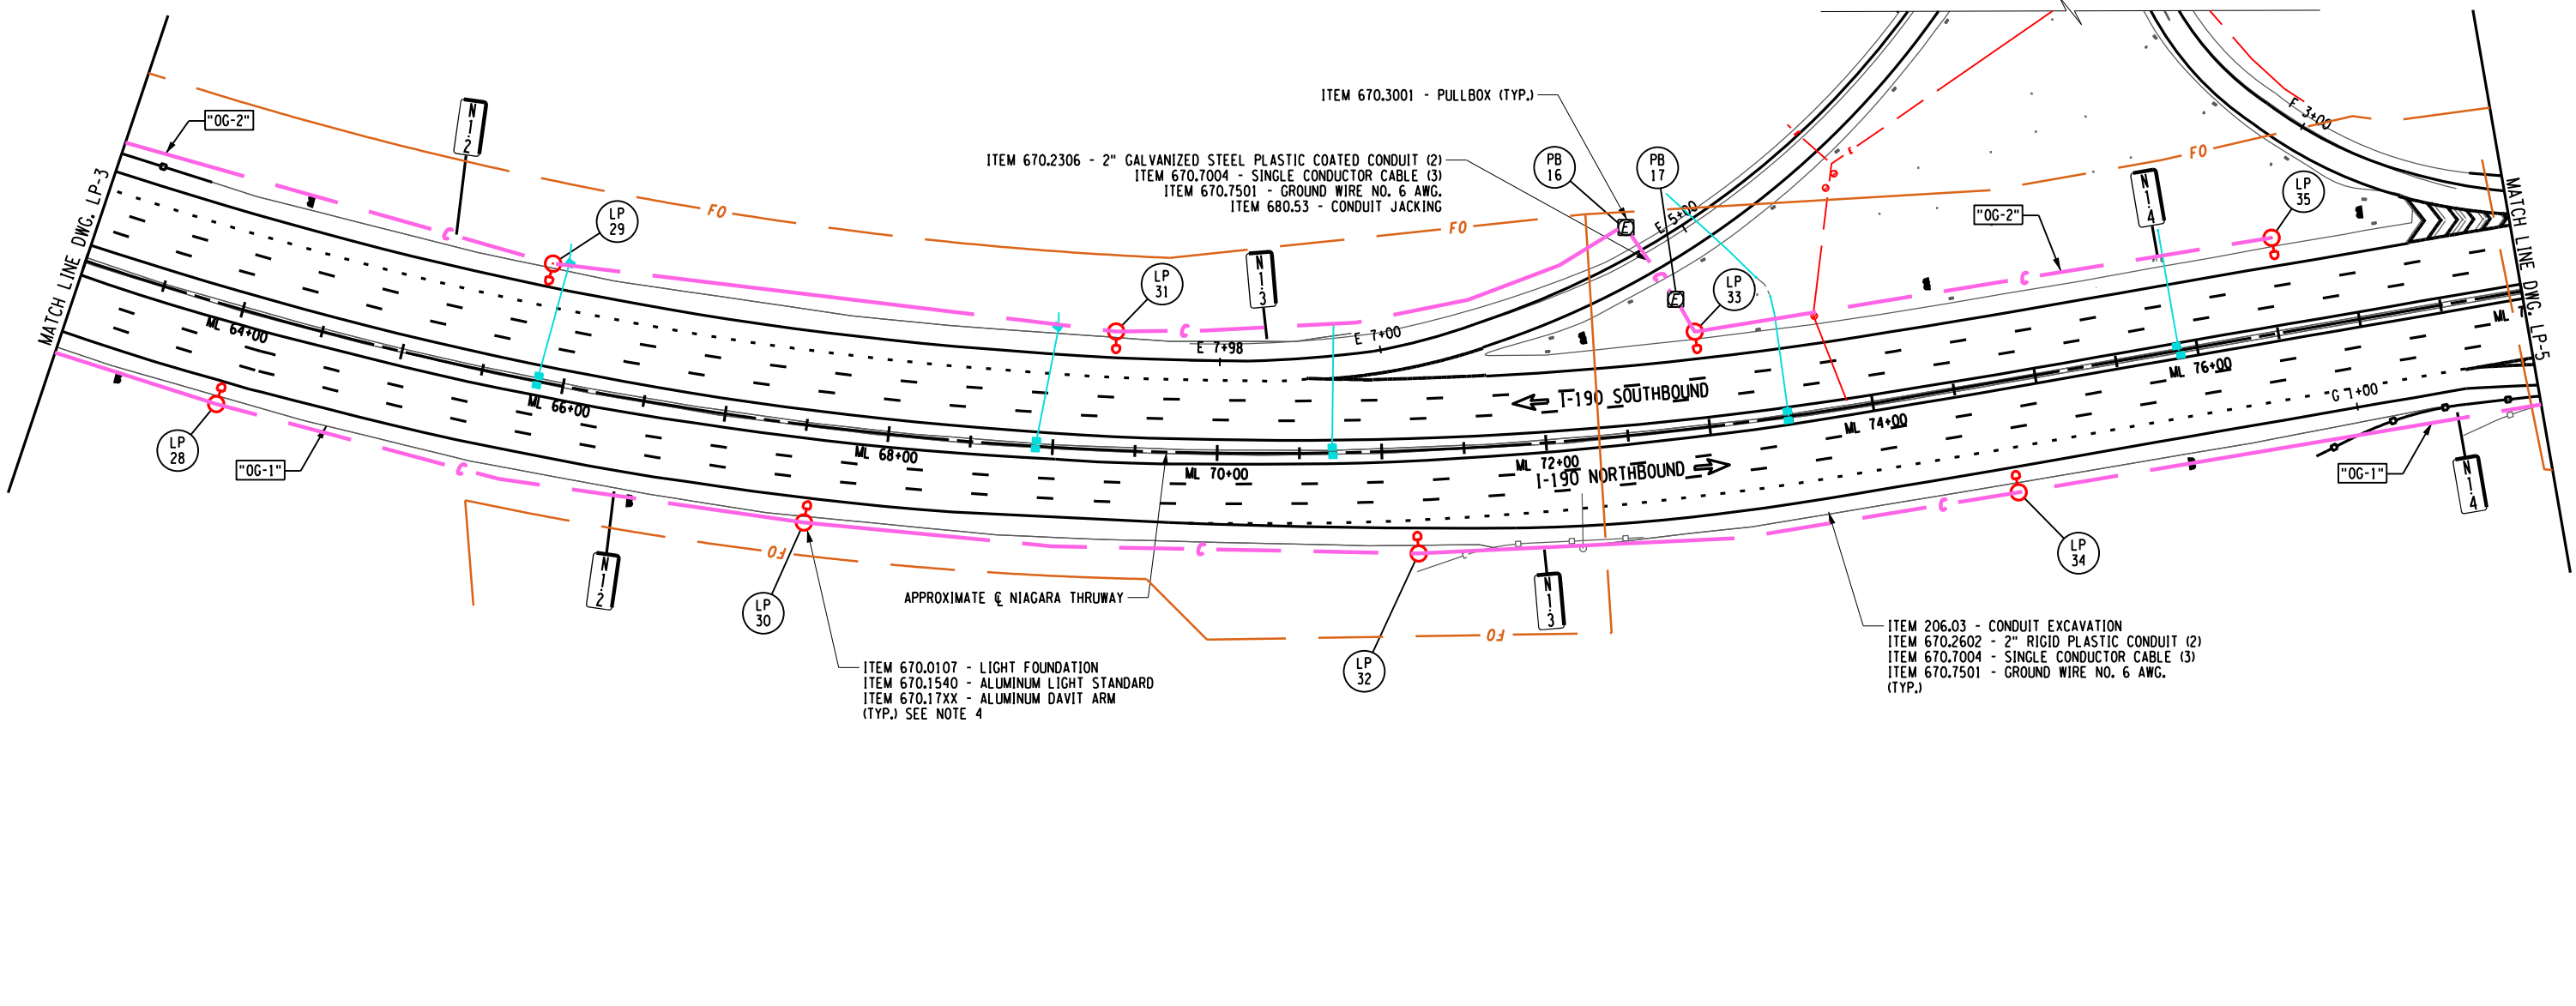 ITEM 670.3001 - PULLBOX (TYP.)
"OG-2"
N
1.
2
ITEM 670.2306 - 2" GALVANIZED STEEL PLASTIC COATED CONDUIT (2)
ITEM 670.7004 - SINGLE CONDUCTOR CABLE (3)
ITEM 670.7501 - GROUND WIRE NO. 6 AWG.
ITEM 680.53 - CONDUIT JACKING
PB
16
PB
17
F 3+00
FO
MATCH LINE DWG. LP-3
LP
29
FO
FO
E 5+00
"OG-2"
N
1.
4
LP
35
MATCH LINE DWG. LP-5
C
LP
31
N
1.
3
E
E
C
LP
33
C
ML 64+00
C
E 7+98
E 7+00
ML 66+00
I-190 SOUTHBOUND
ML 76+00
G 1+00
LP
28
"OG-1"
C
ML 68+00
ML 70+00
ML 72+00
I-190 NORTHBOUND
ML 74+00
"OG-1"
N
1.
4
C
N
1.
2
FO
C
LP
30
APPROXIMATE ℄ NIAGARA THRUWAY
N
1.
3
LP
34
FO
LP
32
ITEM 670.0107 - LIGHT FOUNDATION
ITEM 670.1540 - ALUMINUM LIGHT STANDARD
ITEM 670.17XX - ALUMINUM DAVIT ARM
(TYP.) SEE NOTE 4
ITEM 206.03 - CONDUIT EXCAVATION
ITEM 670.2602 - 2" RIGID PLASTIC CONDUIT (2)
ITEM 670.7004 - SINGLE CONDUCTOR CABLE (3)
ITEM 670.7501 - GROUND WIRE NO. 6 AWG.
(TYP.)